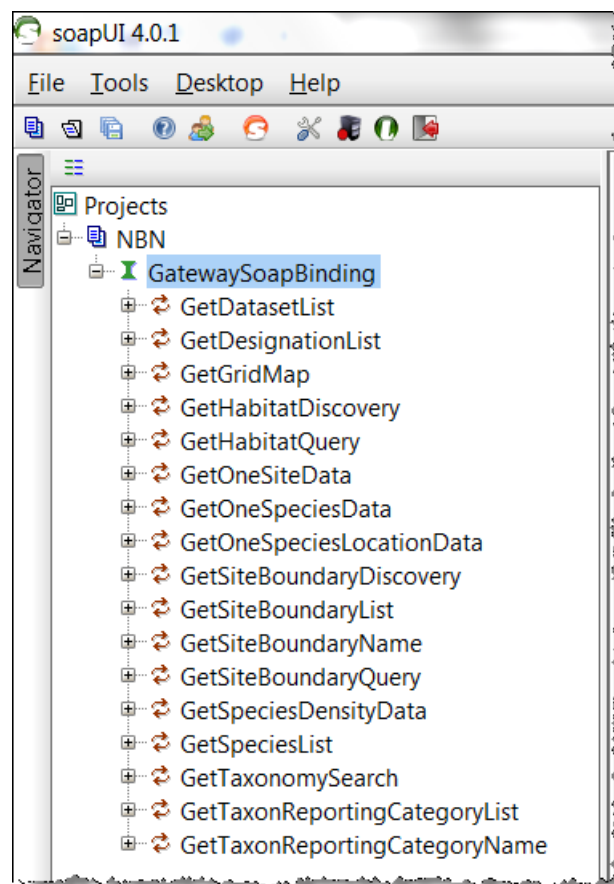 soapUI 4.0.1
File Tools Desktop Help
Navigator
Projects
NBN
GatewaySoapBinding
GetDatasetList
GetDesignationList
GetGridMap
GetHabitatDiscovery
GetHabitatQuery
GetOneSiteData
GetOneSpeciesData
GetOneSpeciesLocationData
GetSiteBoundaryDiscovery
GetSiteBoundaryList
GetSiteBoundaryName
GetSiteBoundaryQuery
GetSpeciesDensityData
GetSpeciesList
GetTaxonomySearch
GetTaxonReportingCategoryList
GetTaxonReportingCategoryName